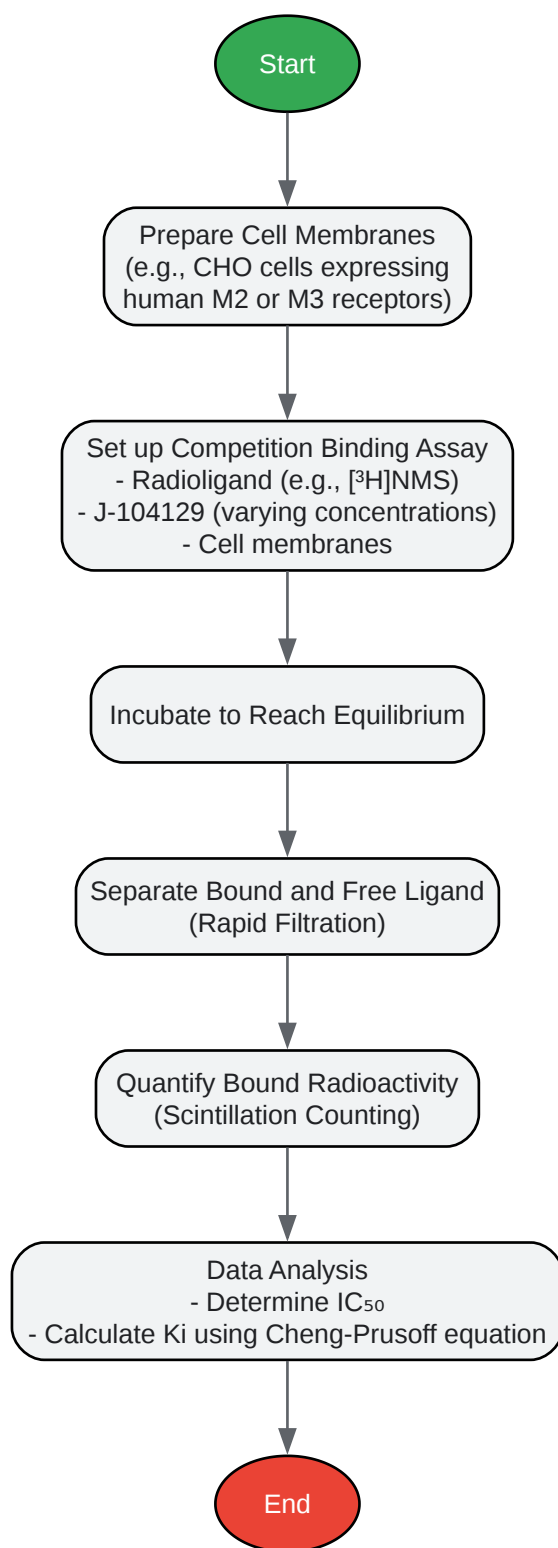 Start
Prepare Cell Membranes
(e.g., CHO cells expressing
human M2 or M3 receptors)
Set up Competition Binding Assay
- Radioligand (e.g., [³H]NMS)
- J-104129 (varying concentrations)
- Cell membranes
Incubate to Reach Equilibrium
Separate Bound and Free Ligand
(Rapid Filtration)
Quantify Bound Radioactivity
(Scintillation Counting)
Data Analysis
- Determine IC₅₀
- Calculate Ki using Cheng-Prusoff equation
End